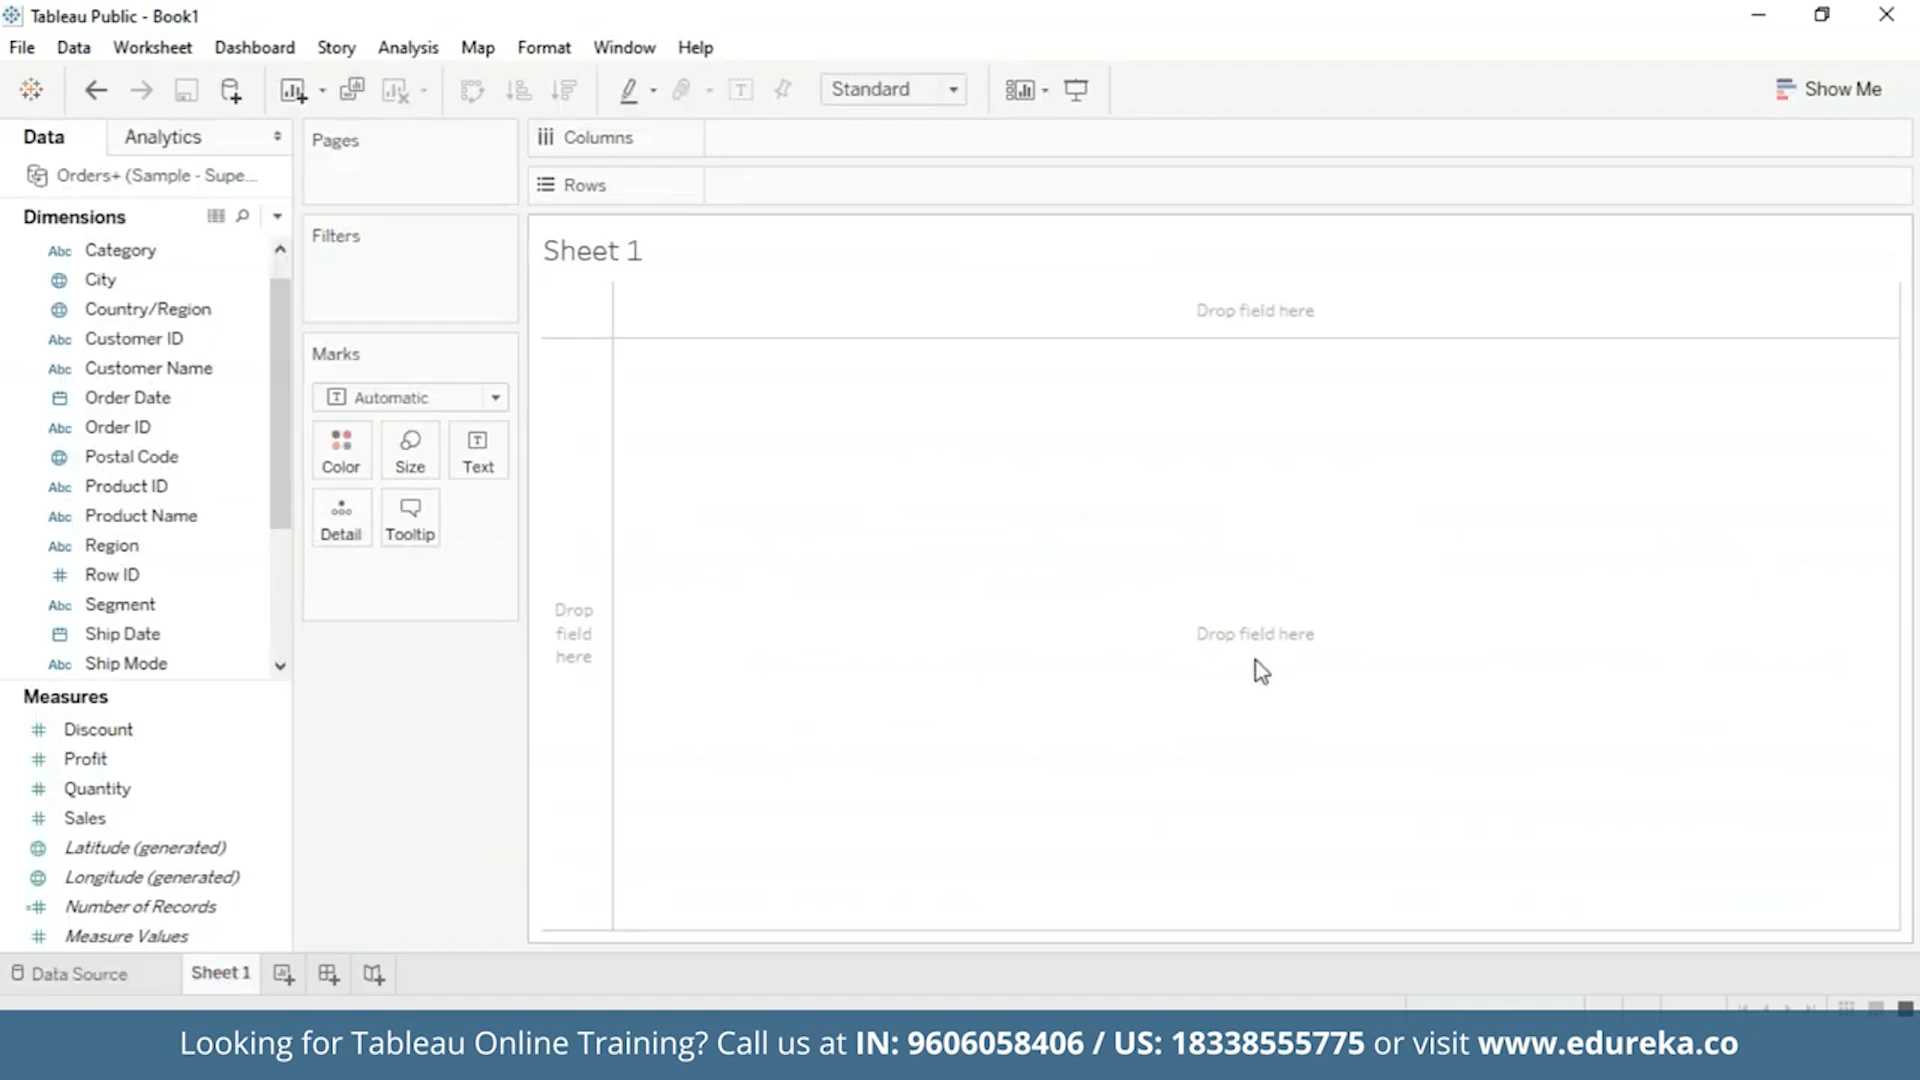 Tableau Public - Book1
File Data Worksheet Dashboard Story Analysis Map Format Window Help
Standard
Show Me
Data Analytics
Orders+ (Sample - Supe...
Dimensions
Abc Category
City
Country/Region
Abc Customer ID
Abc Customer Name
Order Date
Abc Order ID
Postal Code
Abc Product ID
Abc Product Name
Abc Region
# Row ID
Abc Segment
Ship Date
Abc Ship Mode
Measures
# Discount
# Profit
# Quantity
# Sales
Latitude (generated)
Longitude (generated)
=# Number of Records
# Measure Values
Pages
Filters
Marks
T Automatic
Color Size Text
Detail Tooltip
Columns
Rows
Sheet 1
Drop field here
Drop
field
here
Drop field here
Data Source Sheet 1
Looking for Tableau Online Training? Call us at IN: 9606058406 / US: 18338555775 or visit www.edureka.co